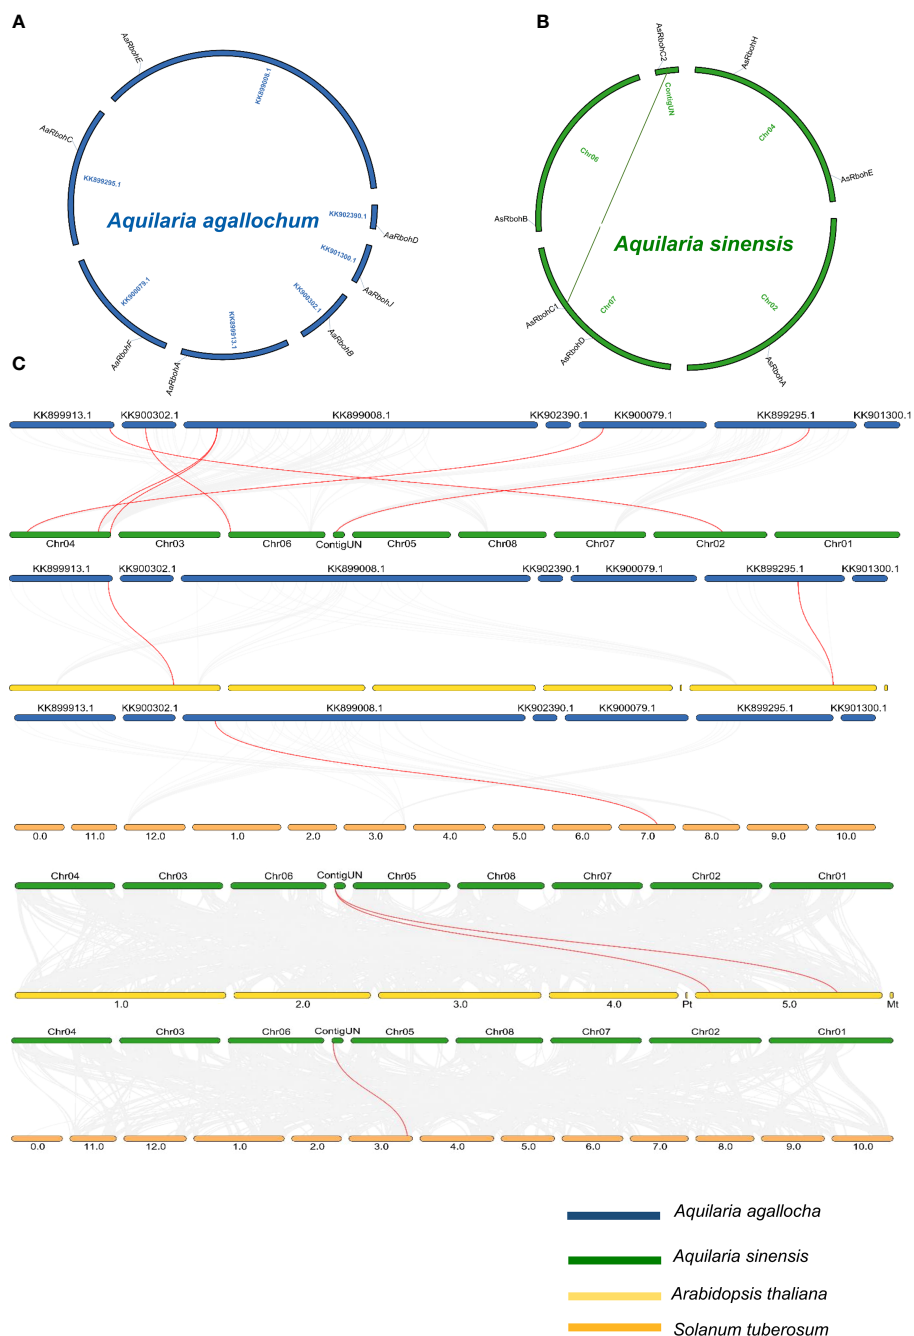 A
B
AaRbohE
KK899008.1
AaRbohC
KK899295.1
Aquilaria agallochum
KK902390.1
AaRbohD
KK901300.1
AaRbohJ
KK900302.1
AaRbohB
KK899913.1
AaRbohA
KK900079.1
AaRbohF
AsRbohC2
ContigUN
AsRbohH
Chr04
Chr06
AsRbohE
AsRbohB
Aquilaria sinensis
Chr07
Chr02
AsRbohC1
AsRbohD
AsRbohA
C
KK899913.1 KK900302.1 KK899008.1 KK902390.1 KK900079.1 KK899295.1 KK901300.1
Chr04 Chr03 Chr06 ContigUN Chr05 Chr08 Chr07 Chr02 Chr01
KK899913.1 KK900302.1 KK899008.1 KK902390.1 KK900079.1 KK899295.1 KK901300.1
KK899913.1 KK900302.1 KK899008.1 KK902390.1 KK900079.1 KK899295.1 KK901300.1
0.0 11.0 12.0 1.0 2.0 3.0 4.0 5.0 6.0 7.0 8.0 9.0 10.0
Chr04 Chr03 Chr06 ContigUN Chr05 Chr08 Chr07 Chr02 Chr01
1.0 2.0 3.0 4.0 Pt 5.0 Mt
Chr04 Chr03 Chr06 ContigUN Chr05 Chr08 Chr07 Chr02 Chr01
0.0 11.0 12.0 1.0 2.0 3.0 4.0 5.0 6.0 7.0 8.0 9.0 10.0
Aquilaria agallocha
Aquilaria sinensis
Arabidopsis thaliana
Solanum tuberosum